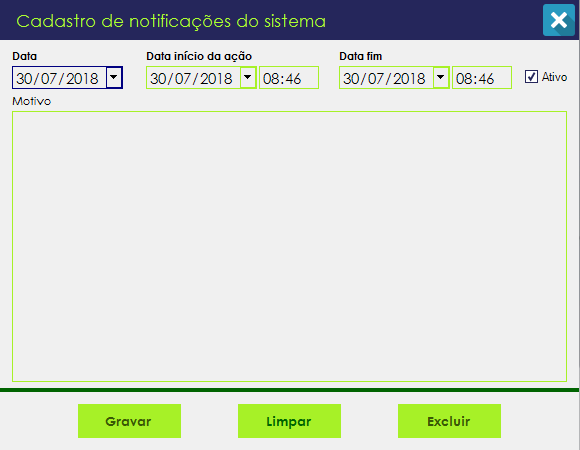 Cadastro de notificações do sistema
Data Data início da ação Data fim
30/07/2018 30/07/2018 08:46 30/07/2018 08:46 Ativo
Motivo
Gravar Limpar Excluir